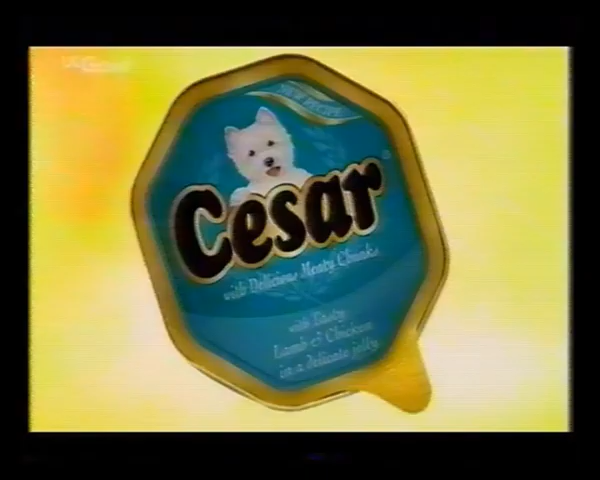 NEW RECIPE
Cesar
with Delicious Meaty Chunks
with Tasty
Lamb & Chicken
in a delicate jelly